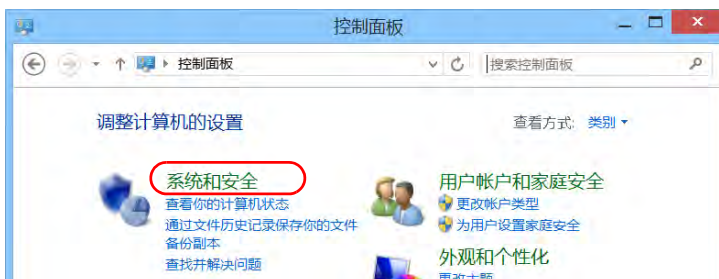 控制面板
控制面板
搜索控制面板
调整计算机的设置
查看方式: 类别
系统和安全
查看你的计算机状态
通过文件历史记录保存你的文件
备份副本
查找并解决问题
用户帐户和家庭安全
更改帐户类型
为用户设置家庭安全
外观和个性化
更改主题